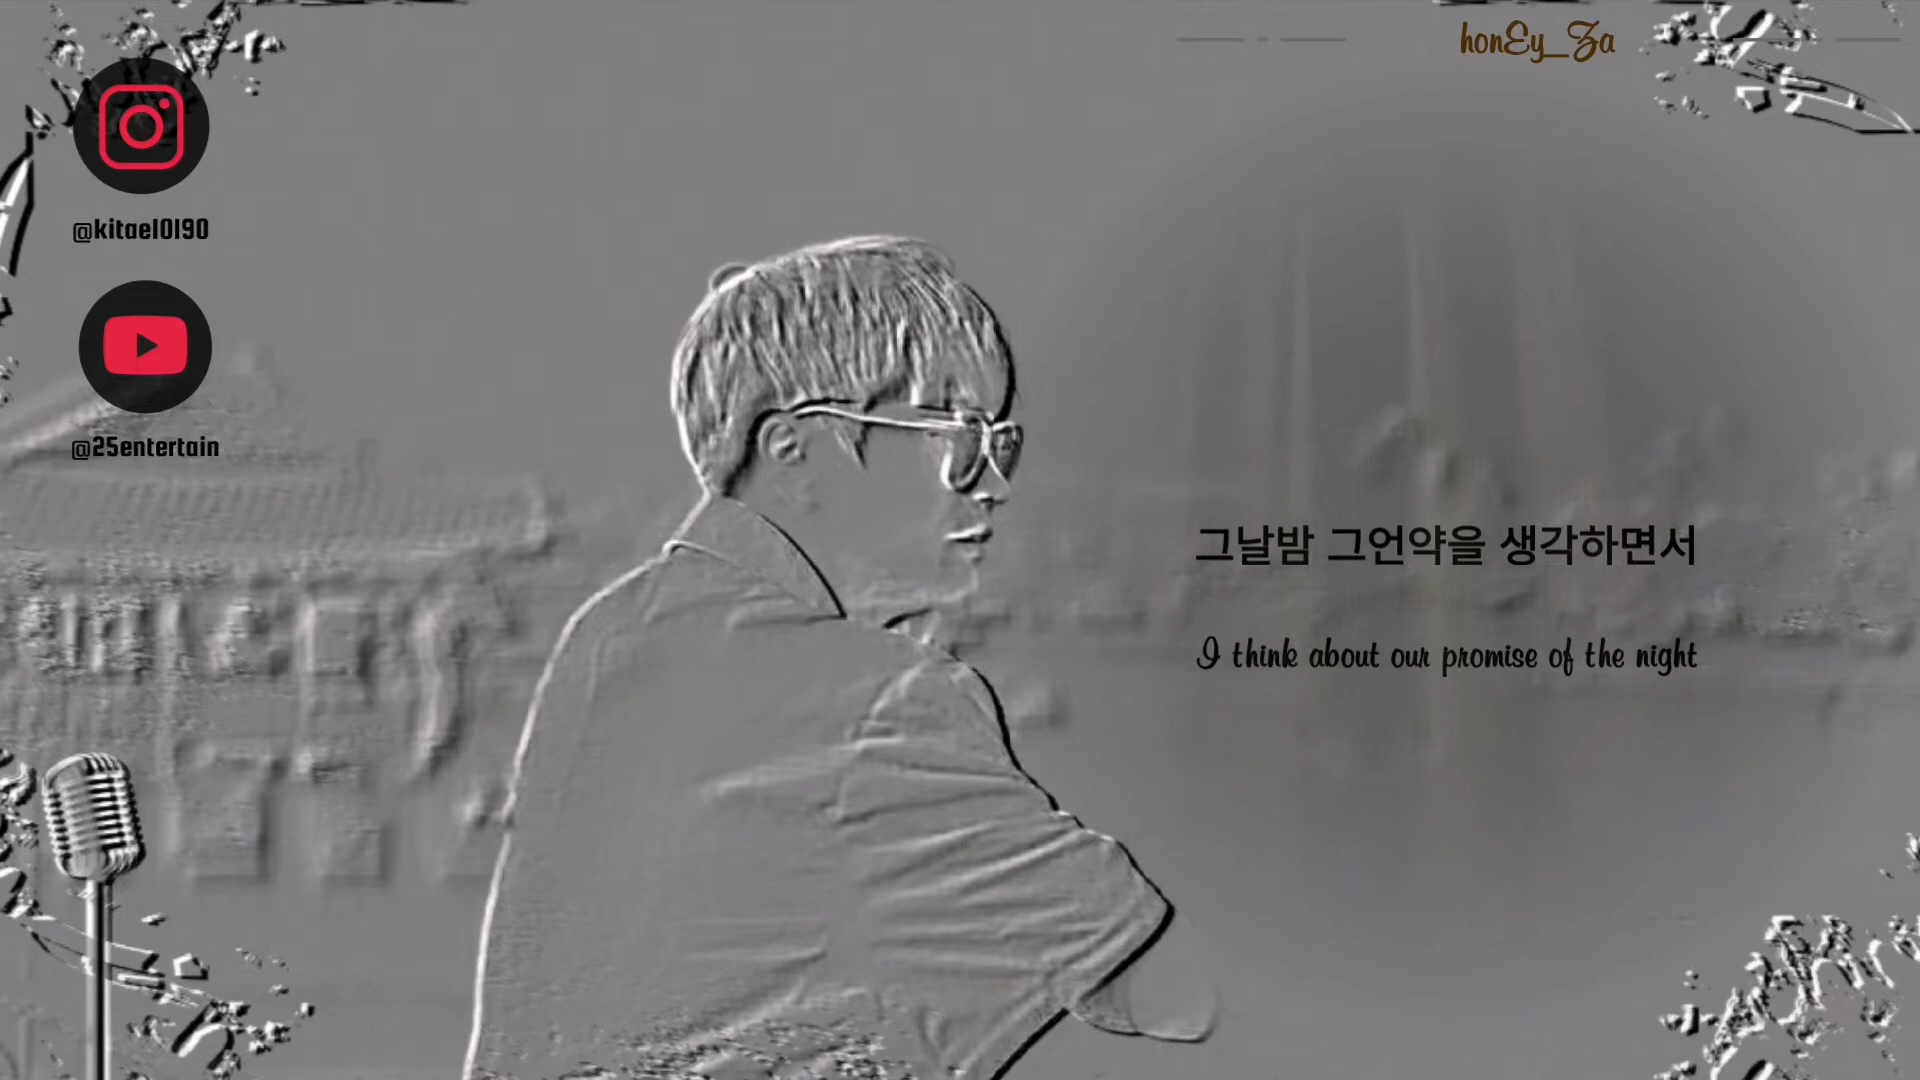 honEy_Za
@kitae10190
@25entertain
그날밤 그언약을 생각하면서
I think about our promise of the night